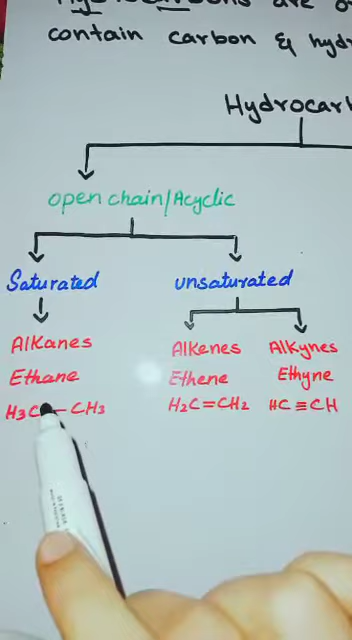 contain carbon & hydr
Hydrocarb
open chain/Acyclic
Saturated unsaturated
Alkanes Alkenes Alkynes
Ethane Ethene Ethyne
H3C — CH3 H2C=CH2 HC≡CH